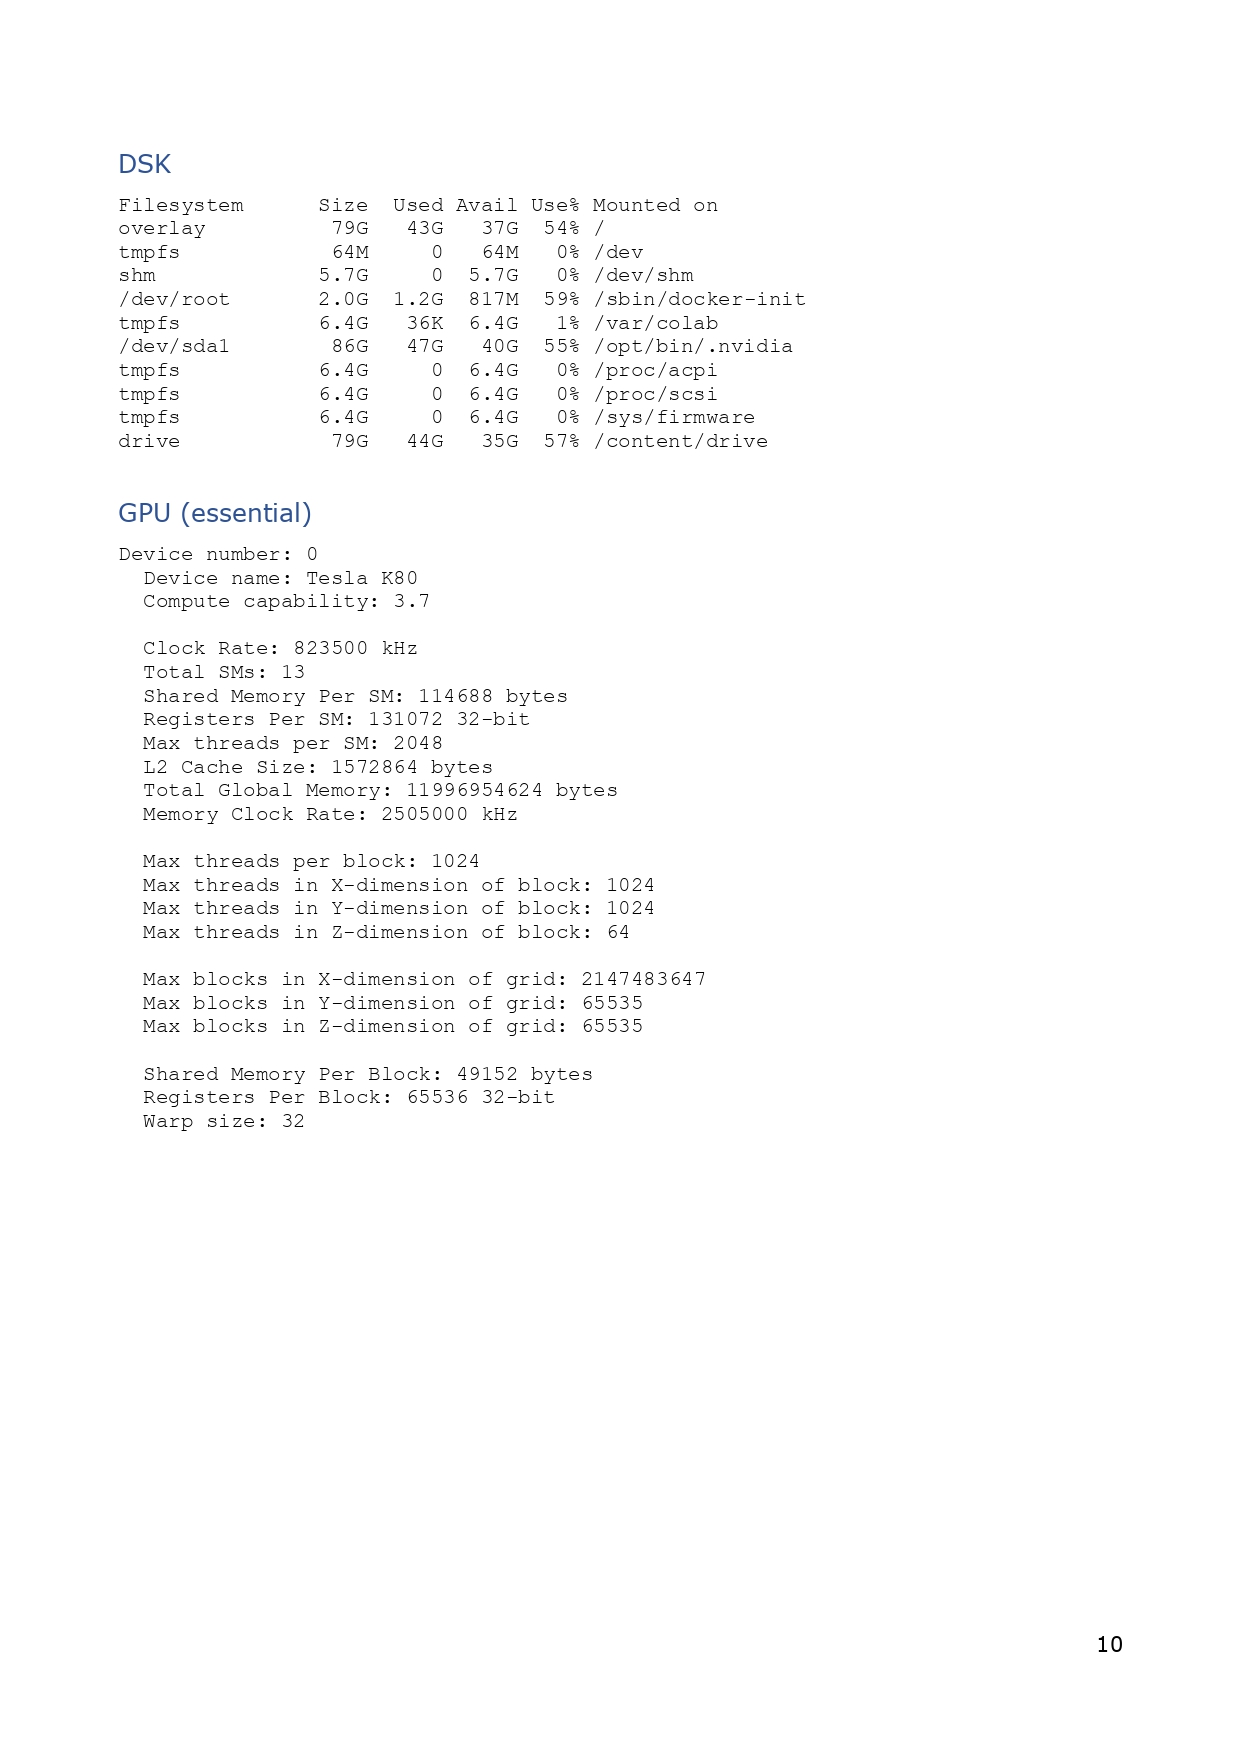 DSK
Filesystem      Size  Used Avail Use% Mounted on
overlay          79G   43G   37G  54% /
tmpfs            64M     0   64M   0% /dev
shm             5.7G     0  5.7G   0% /dev/shm
/dev/root       2.0G  1.2G  817M  59% /sbin/docker-init
tmpfs           6.4G   36K  6.4G   1% /var/colab
/dev/sda1        86G   47G   40G  55% /opt/bin/.nvidia
tmpfs           6.4G     0  6.4G   0% /proc/acpi
tmpfs           6.4G     0  6.4G   0% /proc/scsi
tmpfs           6.4G     0  6.4G   0% /sys/firmware
drive            79G   44G   35G  57% /content/drive
GPU (essential)
Device number: 0
  Device name: Tesla K80
  Compute capability: 3.7
  Clock Rate: 823500 kHz
  Total SMs: 13
  Shared Memory Per SM: 114688 bytes
  Registers Per SM: 131072 32-bit
  Max threads per SM: 2048
  L2 Cache Size: 1572864 bytes
  Total Global Memory: 11996954624 bytes
  Memory Clock Rate: 2505000 kHz
  Max threads per block: 1024
  Max threads in X-dimension of block: 1024
  Max threads in Y-dimension of block: 1024
  Max threads in Z-dimension of block: 64
  Max blocks in X-dimension of grid: 2147483647
  Max blocks in Y-dimension of grid: 65535
  Max blocks in Z-dimension of grid: 65535
  Shared Memory Per Block: 49152 bytes
  Registers Per Block: 65536 32-bit
  Warp size: 32
10